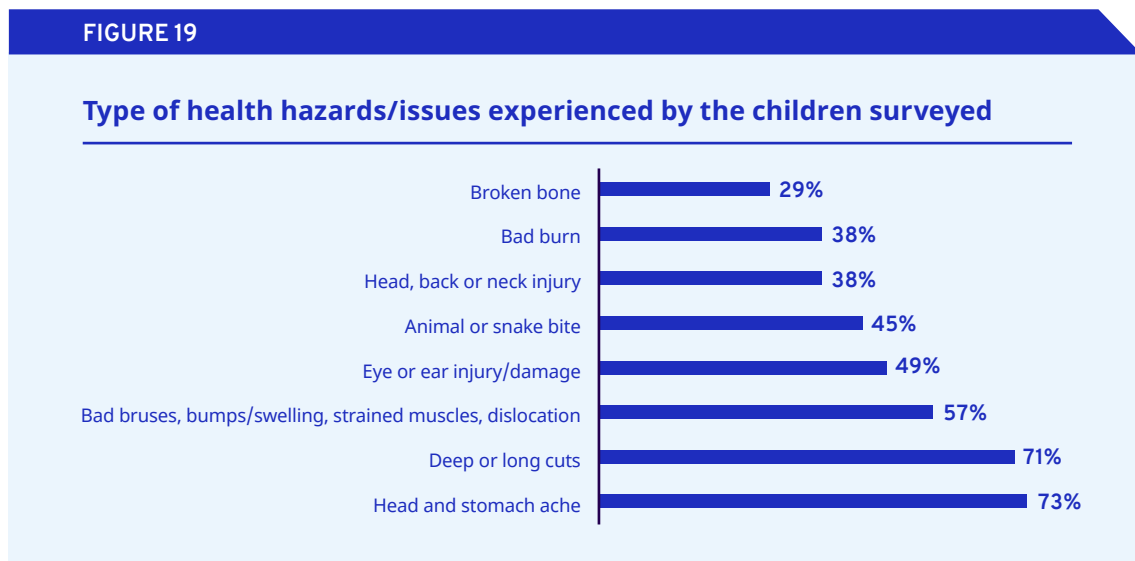 FIGURE 19
Type of health hazards/issues experienced by the children surveyed
Broken bone 29%
Bad burn 38%
Head, back or neck injury 38%
Animal or snake bite 45%
Eye or ear injury/damage 49%
Bad bruses, bumps/swelling, strained muscles, dislocation 57%
Deep or long cuts 71%
Head and stomach ache 73%